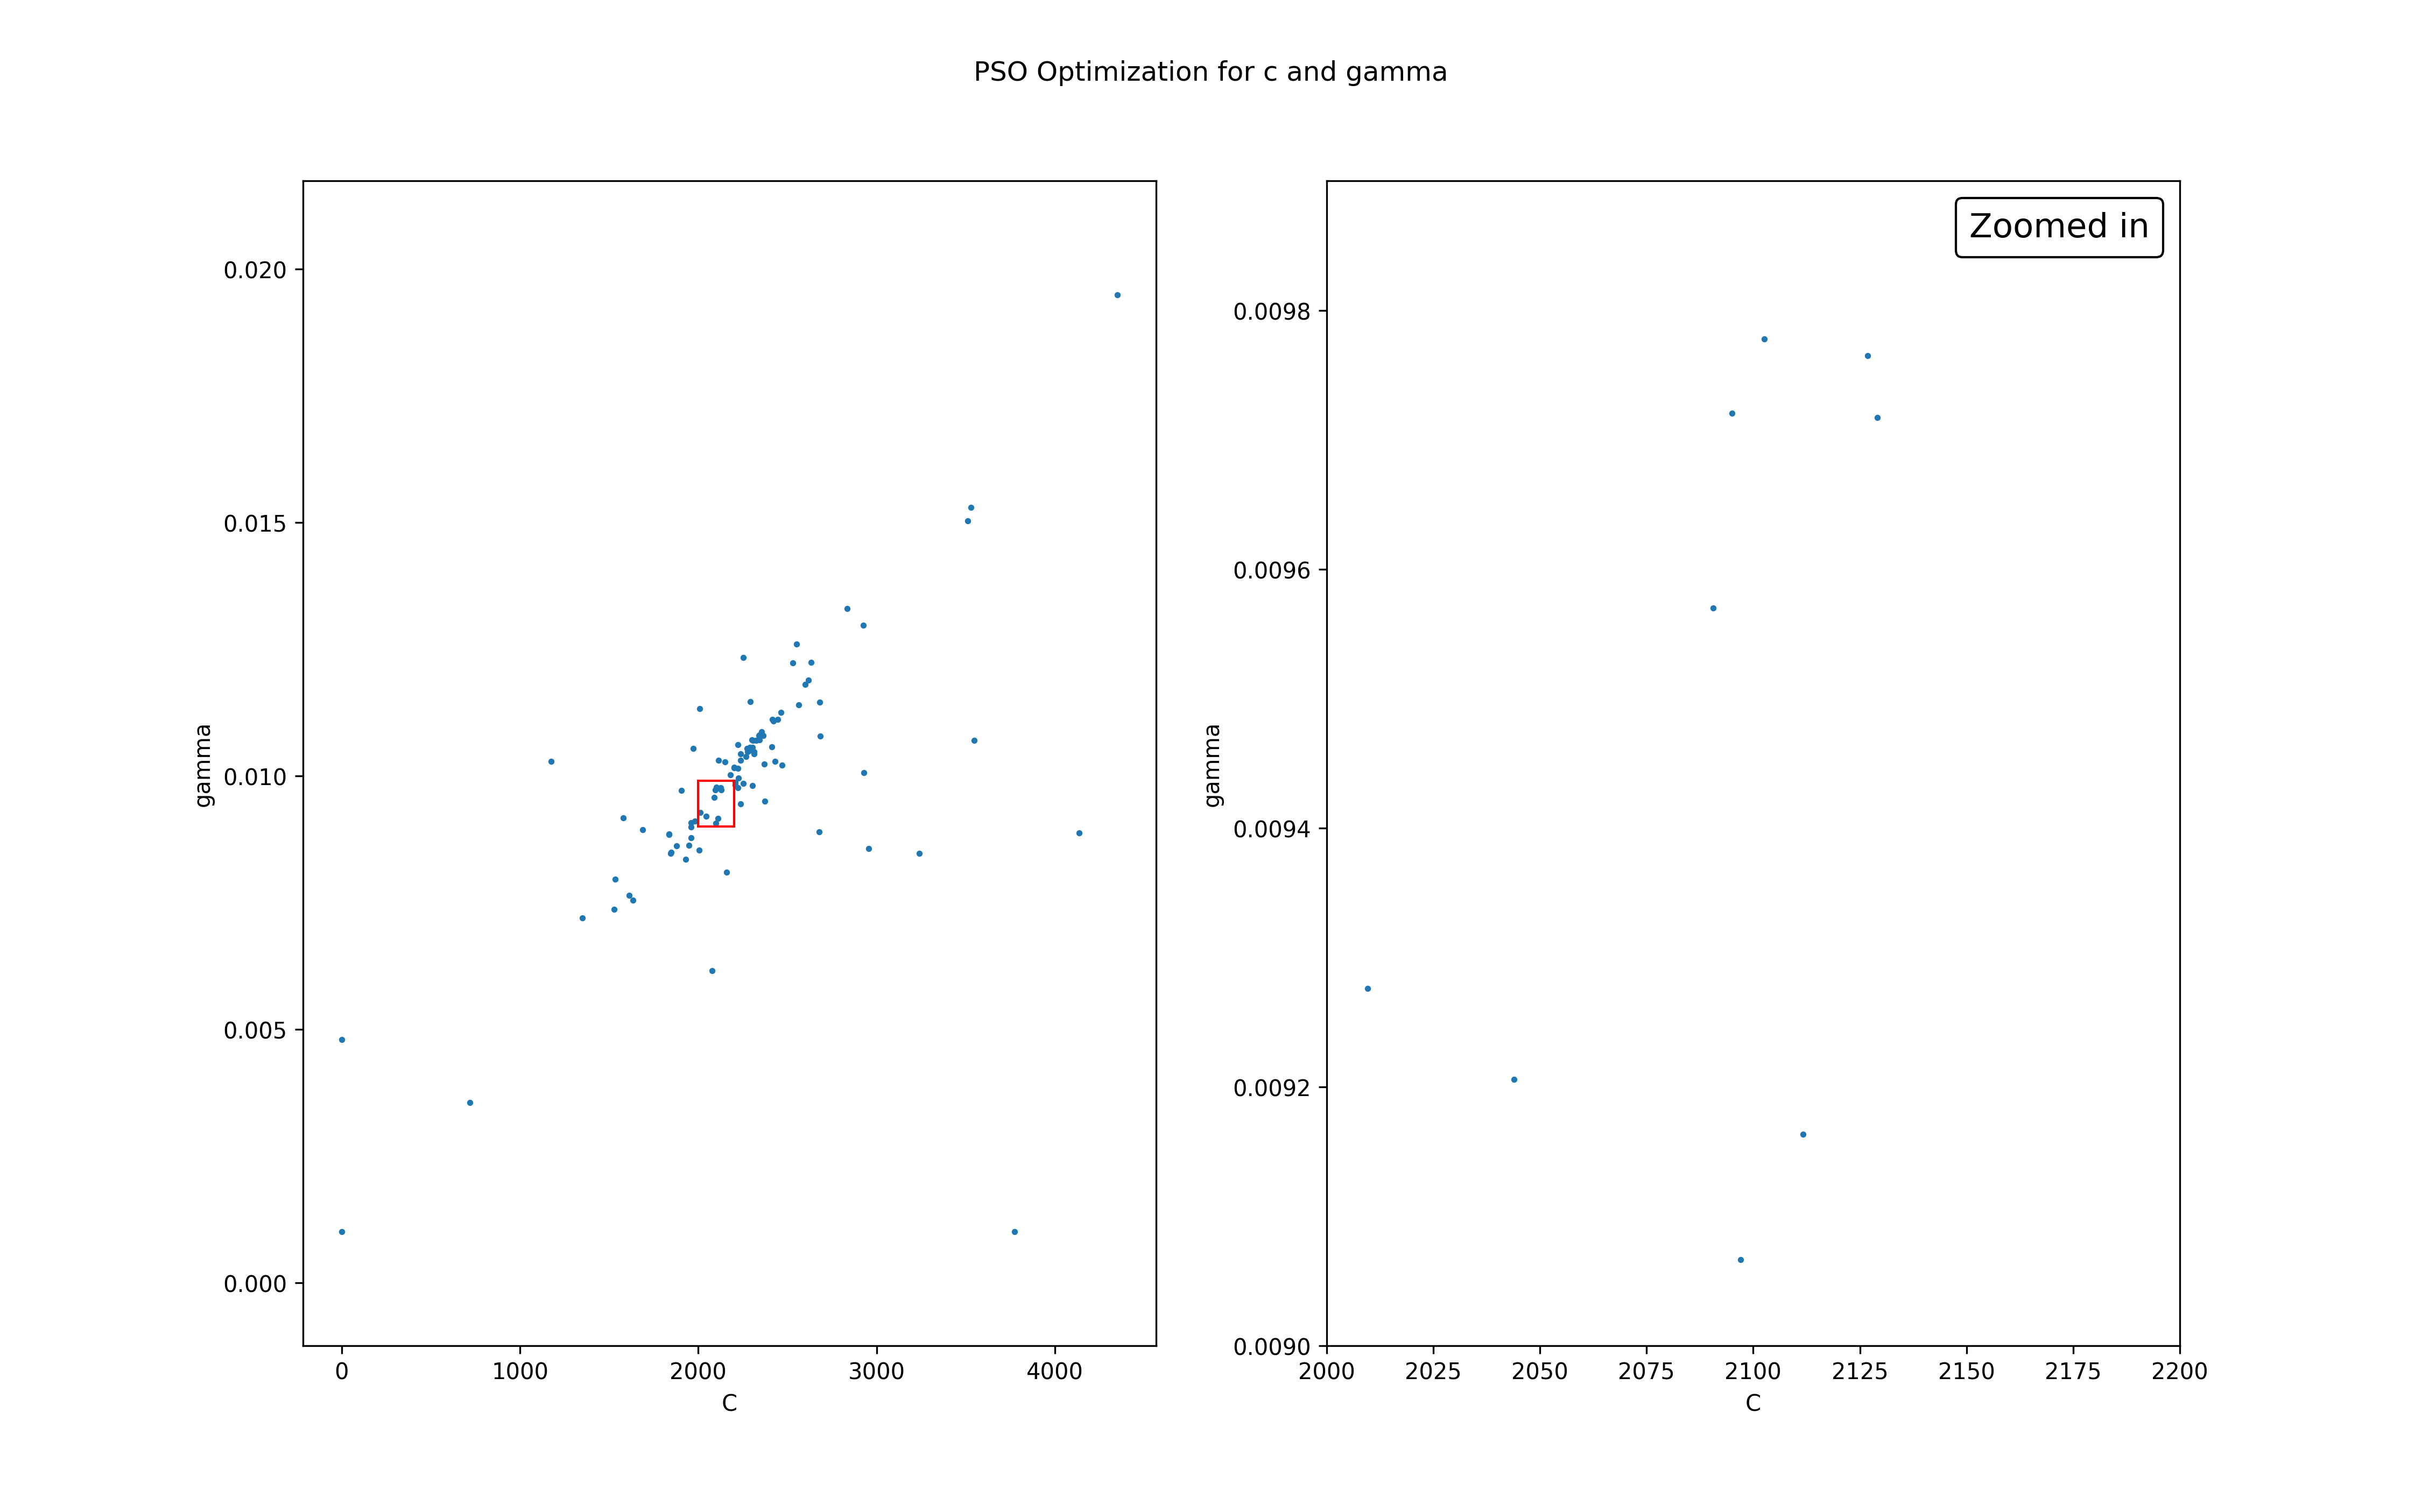 PSO Optimization for c and gamma
0.020
0.015
0.010
0.005
0.000
gamma
0 1000 2000 3000 4000
C
Zoomed in
0.0098
0.0096
0.0094
0.0092
0.0090
gamma
2000 2025 2050 2075 2100 2125 2150 2175 2200
C